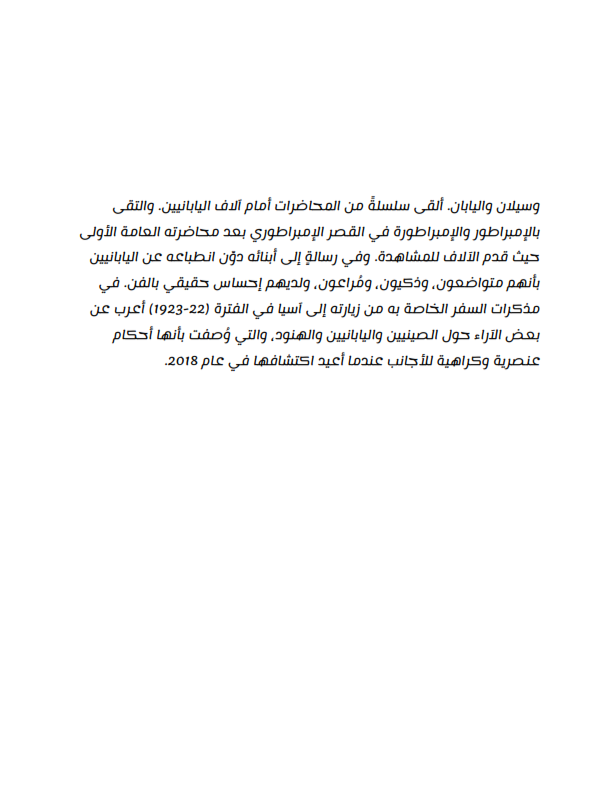 وسيلان واليابان. ألقى سلسلةً من المحاضرات أمام آلاف اليابانيين. والتقى
بالإمبراطور والإمبراطورة في القصر الإمبراطوري بعد محاضرته العامة الأولى
حيث قدم الآلاف للمشاهدة. وفي رسالةٍ إلى أبنائه دوّن انطباعه عن اليابانيين
بأنهم متواضعون، وذكيون، ومُراعون، ولديهم إحساس حقيقي بالفن. في
مذكرات السفر الخاصة به من زيارته إلى آسيا في الفترة (22-1923) أعرب عن
بعض الآراء حول الصينيين واليابانيين والهنود، والتي وُصفت بأنها أحكام
عنصرية وكراهية للأجانب عندما أعيد اكتشافها في عام 2018.